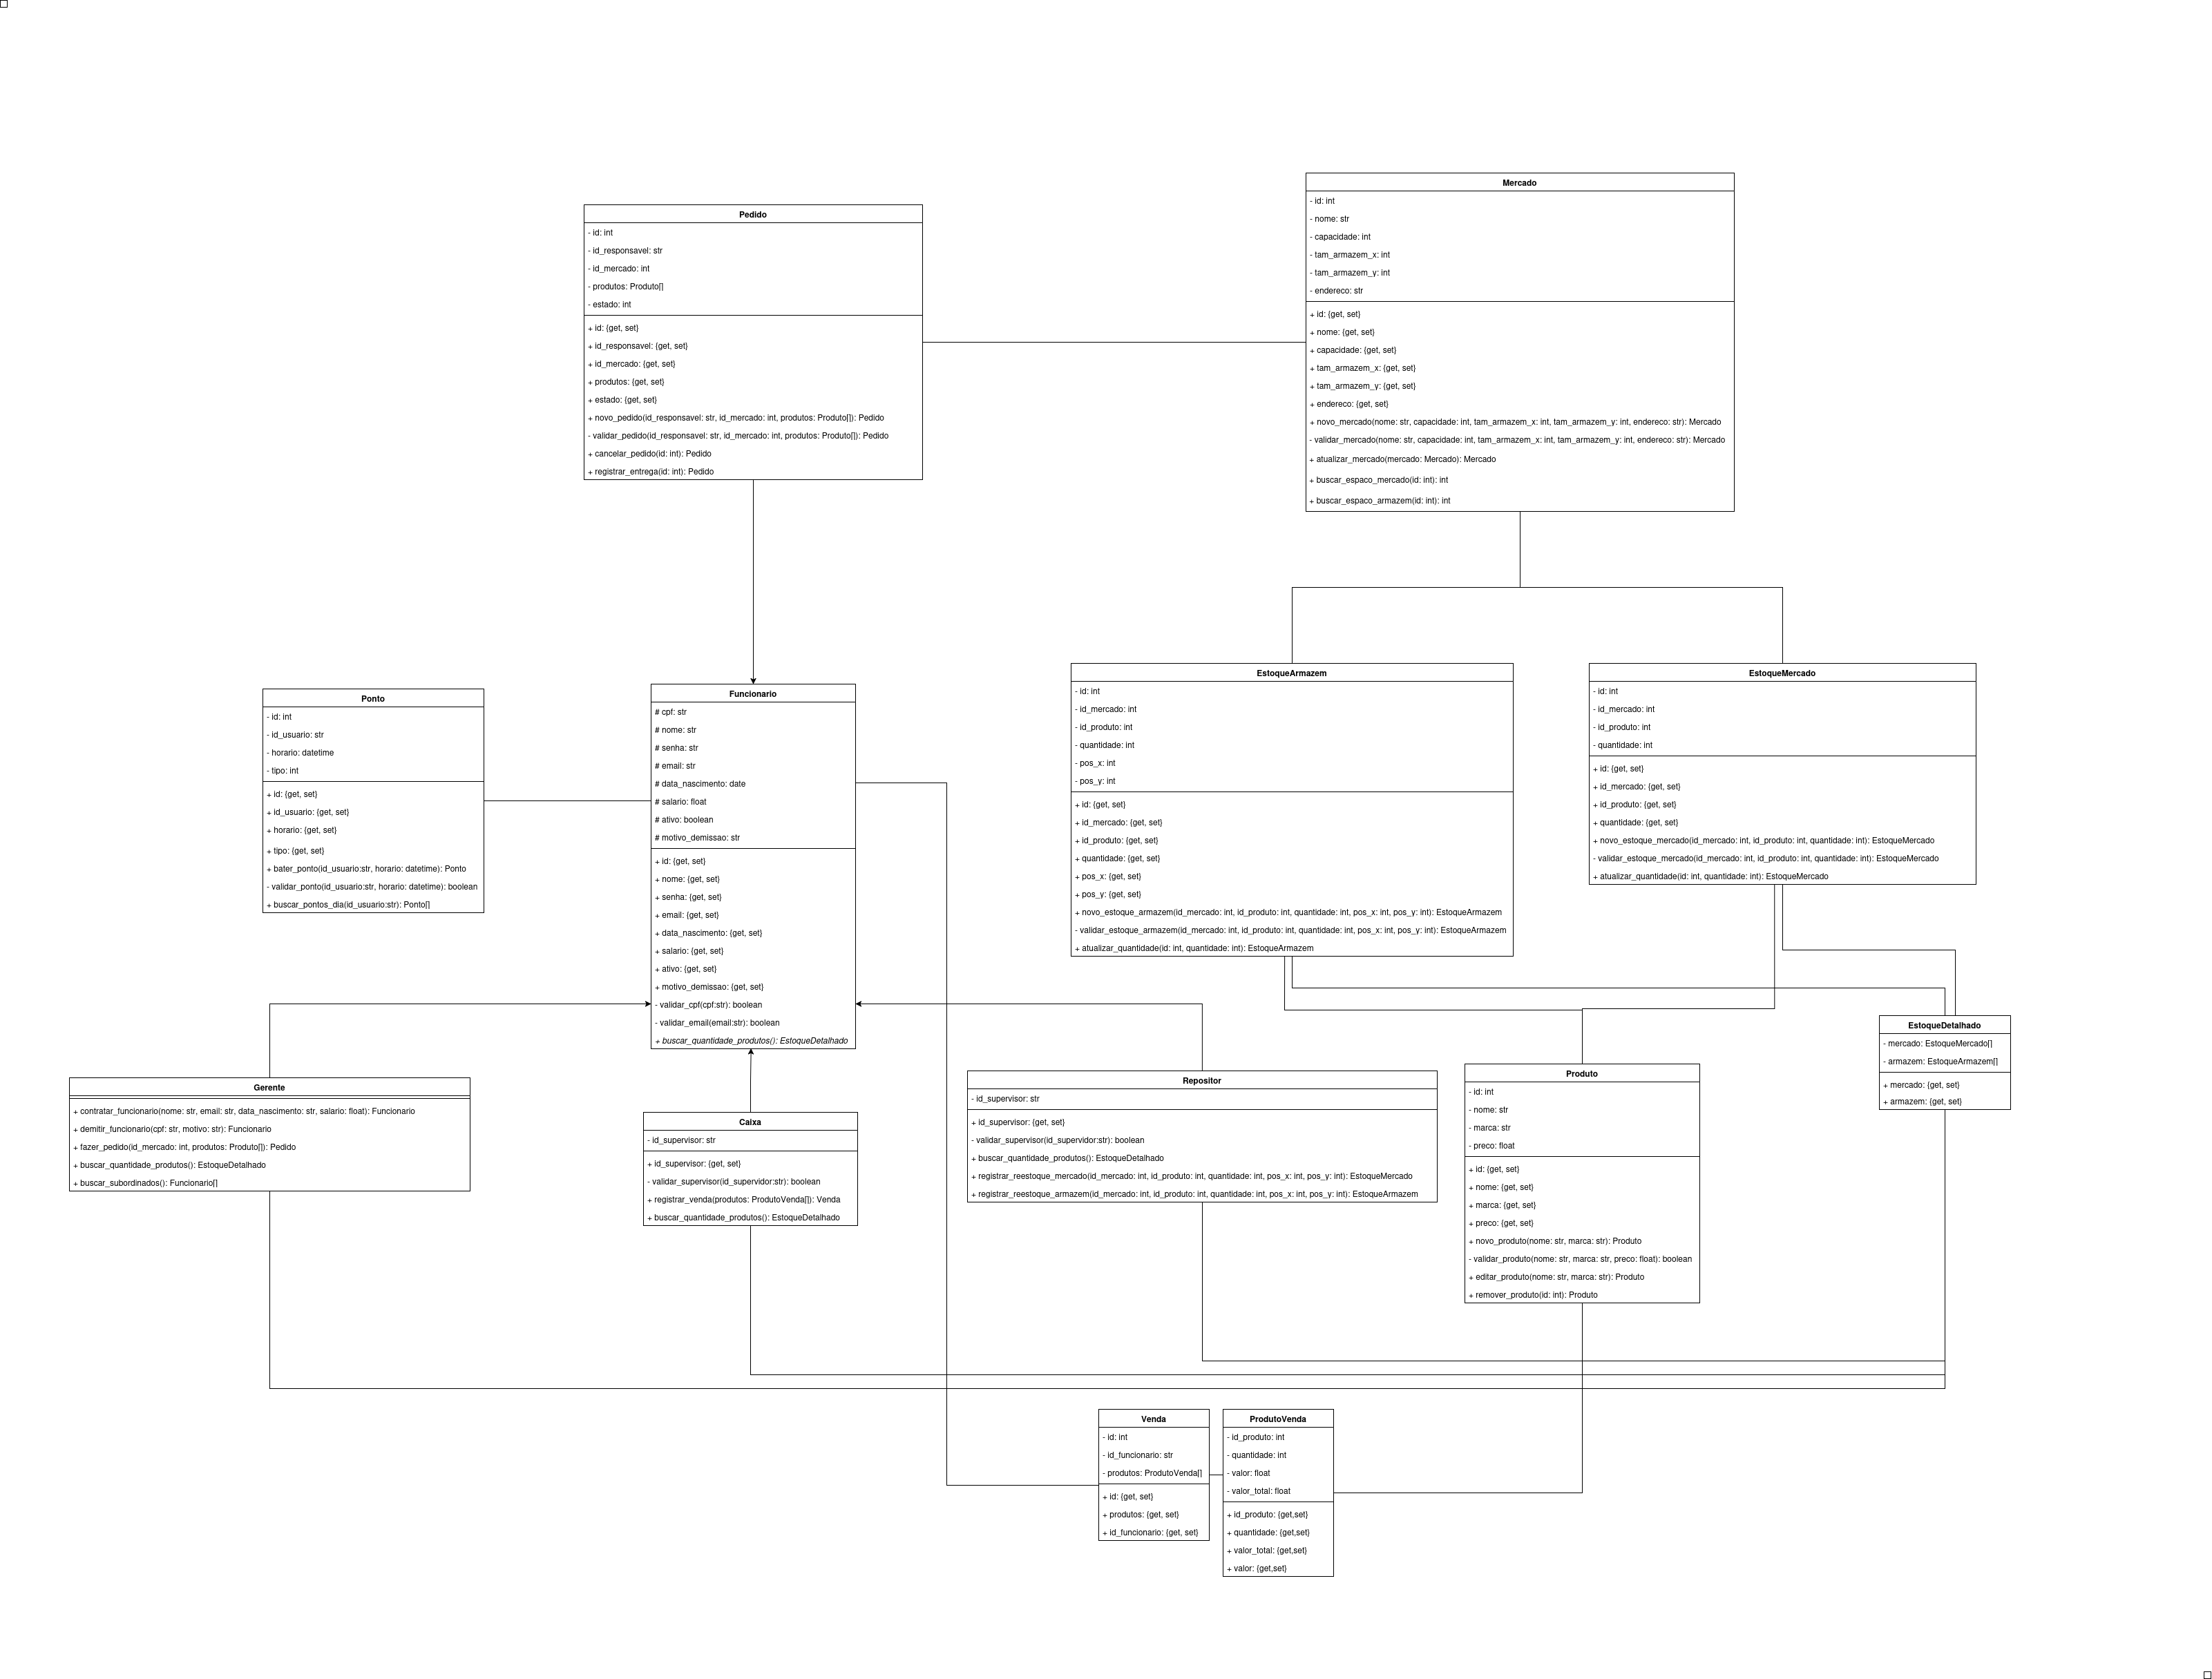 Pedido
- id: int
- id_responsavel: str
- id_mercado: int
- produtos: Produto[]
- estado: int
+ id: {get, set}
+ id_responsavel: {get, set}
+ id_mercado: {get, set}
+ produtos: {get, set}
+ estado: {get, set}
+ novo_pedido(id_responsavel: str, id_mercado: int, produtos: Produto[]): Pedido
- validar_pedido(id_responsavel: str, id_mercado: int, produtos: Produto[]): Pedido
+ cancelar_pedido(id: int): Pedido
+ registrar_entrega(id: int): Pedido
Mercado
- id: int
- nome: str
- capacidade: int
- tam_armazem_x: int
- tam_armazem_y: int
- endereco: str
+ id: {get, set}
+ nome: {get, set}
+ capacidade: {get, set}
+ tam_armazem_x: {get, set}
+ tam_armazem_y: {get, set}
+ endereco: {get, set}
+ novo_mercado(nome: str, capacidade: int, tam_armazem_x: int, tam_armazem_y: int, endereco: str): Mercado
- validar_mercado(nome: str, capacidade: int, tam_armazem_x: int, tam_armazem_y: int, endereco: str): Mercado
+ atualizar_mercado(mercado: Mercado): Mercado
+ buscar_espaco_mercado(id: int): int
+ buscar_espaco_armazem(id: int): int
Ponto
- id: int
- id_usuario: str
- horario: datetime
- tipo: int
+ id: {get, set}
+ id_usuario: {get, set}
+ horario: {get, set}
+ tipo: {get, set}
+ bater_ponto(id_usuario:str, horario: datetime): Ponto
- validar_ponto(id_usuario:str, horario: datetime): boolean
+ buscar_pontos_dia(id_usuario:str): Ponto[]
Funcionario
# cpf: str
# nome: str
# senha: str
# email: str
# data_nascimento: date
# salario: float
# ativo: boolean
# motivo_demissao: str
+ id: {get, set}
+ nome: {get, set}
+ senha: {get, set}
+ email: {get, set}
+ data_nascimento: {get, set}
+ salario: {get, set}
+ ativo: {get, set}
+ motivo_demissao: {get, set}
- validar_cpf(cpf:str): boolean
- validar_email(email:str): boolean
+ buscar_quantidade_produtos(): EstoqueDetalhado
EstoqueArmazem
- id: int
- id_mercado: int
- id_produto: int
- quantidade: int
- pos_x: int
- pos_y: int
+ id: {get, set}
+ id_mercado: {get, set}
+ id_produto: {get, set}
+ quantidade: {get, set}
+ pos_x: {get, set}
+ pos_y: {get, set}
+ novo_estoque_armazem(id_mercado: int, id_produto: int, quantidade: int, pos_x: int, pos_y: int): EstoqueArmazem
- validar_estoque_armazem(id_mercado: int, id_produto: int, quantidade: int, pos_x: int, pos_y: int): EstoqueArmazem
+ atualizar_quantidade(id: int, quantidade: int): EstoqueArmazem
EstoqueMercado
- id: int
- id_mercado: int
- id_produto: int
- quantidade: int
+ id: {get, set}
+ id_mercado: {get, set}
+ id_produto: {get, set}
+ quantidade: {get, set}
+ novo_estoque_mercado(id_mercado: int, id_produto: int, quantidade: int): EstoqueMercado
- validar_estoque_mercado(id_mercado: int, id_produto: int, quantidade: int): EstoqueMercado
+ atualizar_quantidade(id: int, quantidade: int): EstoqueMercado
EstoqueDetalhado
- mercado: EstoqueMercado[]
- armazem: EstoqueArmazem[]
+ mercado: {get, set}
+ armazem: {get, set}
Gerente
+ contratar_funcionario(nome: str, email: str, data_nascimento: str, salario: float): Funcionario
+ demitir_funcionario(cpf: str, motivo: str): Funcionario
+ fazer_pedido(id_mercado: int, produtos: Produto[]): Pedido
+ buscar_quantidade_produtos(): EstoqueDetalhado
+ buscar_subordinados(): Funcionario[]
Caixa
- id_supervisor: str
+ id_supervisor: {get, set}
- validar_supervisor(id_supervidor:str): boolean
+ registrar_venda(produtos: ProdutoVenda[]): Venda
+ buscar_quantidade_produtos(): EstoqueDetalhado
Repositor
- id_supervisor: str
+ id_supervisor: {get, set}
- validar_supervisor(id_supervidor:str): boolean
+ buscar_quantidade_produtos(): EstoqueDetalhado
+ registrar_reestoque_mercado(id_mercado: int, id_produto: int, quantidade: int, pos_x: int, pos_y: int): EstoqueMercado
+ registrar_reestoque_armazem(id_mercado: int, id_produto: int, quantidade: int, pos_x: int, pos_y: int): EstoqueArmazem
Produto
- id: int
- nome: str
- marca: str
- preco: float
+ id: {get, set}
+ nome: {get, set}
+ marca: {get, set}
+ preco: {get, set}
+ novo_produto(nome: str, marca: str): Produto
- validar_produto(nome: str, marca: str, preco: float): boolean
+ editar_produto(nome: str, marca: str): Produto
+ remover_produto(id: int): Produto
Venda
- id: int
- id_funcionario: str
- produtos: ProdutoVenda[]
+ id: {get, set}
+ produtos: {get, set}
+ id_funcionario: {get, set}
ProdutoVenda
- id_produto: int
- quantidade: int
- valor: float
- valor_total: float
+ id_produto: {get,set}
+ quantidade: {get,set}
+ valor_total: {get,set}
+ valor: {get,set}